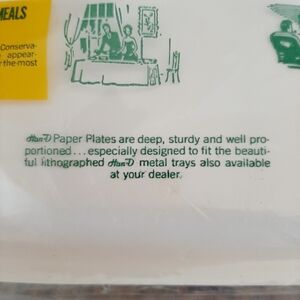 MEALS
Conserva-
appear-
the most
Han-D Paper Plates are deep, sturdy and well pro-
portioned...especially designed to fit the beauti-
ful lithographed Han-D metal trays also available
at your dealer.